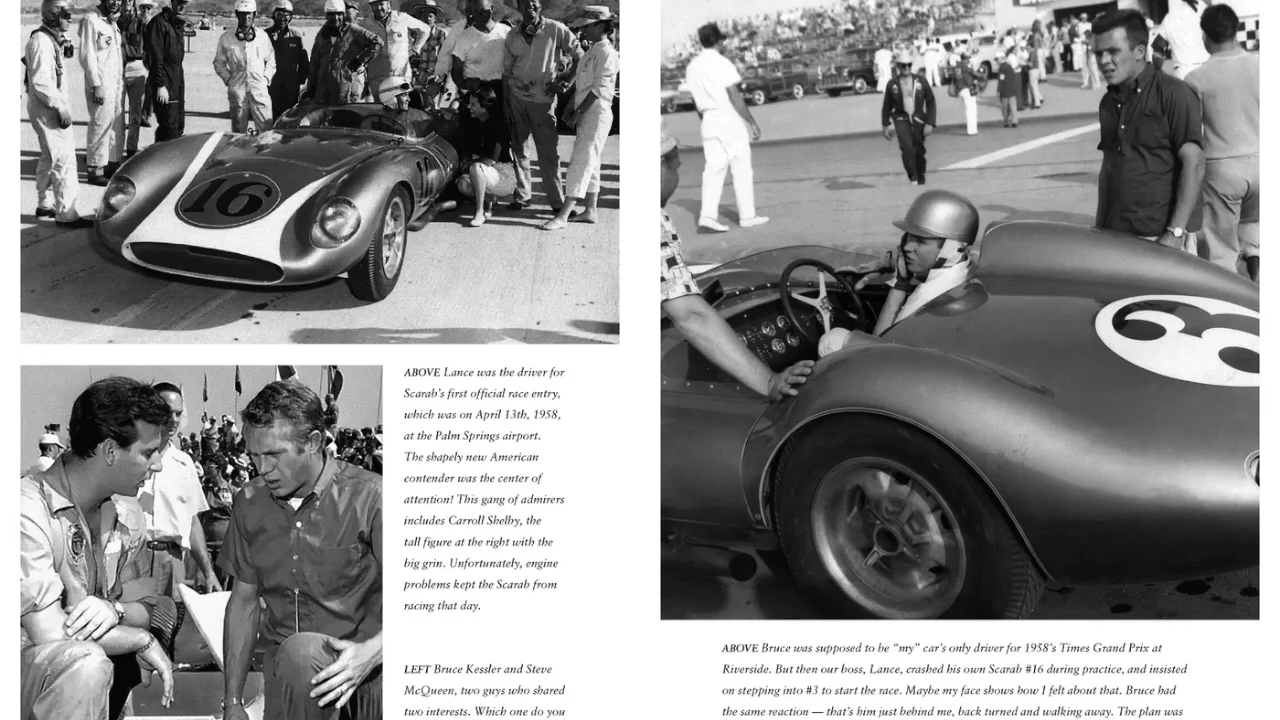 16
ABOVE Lance was the driver for
Scarab's first official race entry,
which was on April 13th, 1958,
at the Palm Springs airport.
The shapely new American
contender was the center of
attention! This gang of admirers
includes Carroll Shelby, the
tall figure at the right with the
big grin. Unfortunately, engine
problems kept the Scarab from
racing that day.
LEFT Bruce Kessler and Steve
McQueen, two guys who shared
two interests. Which one do you
3
ABOVE Bruce was supposed to be “my” car's only driver for 1958's Times Grand Prix at
Riverside. But then our boss, Lance, crashed his own Scarab #16 during practice, and insisted
on stepping into #3 to start the race. Maybe my face shows how I felt about that. Bruce had
the same reaction — that's him just behind me, back turned and walking away. The plan was